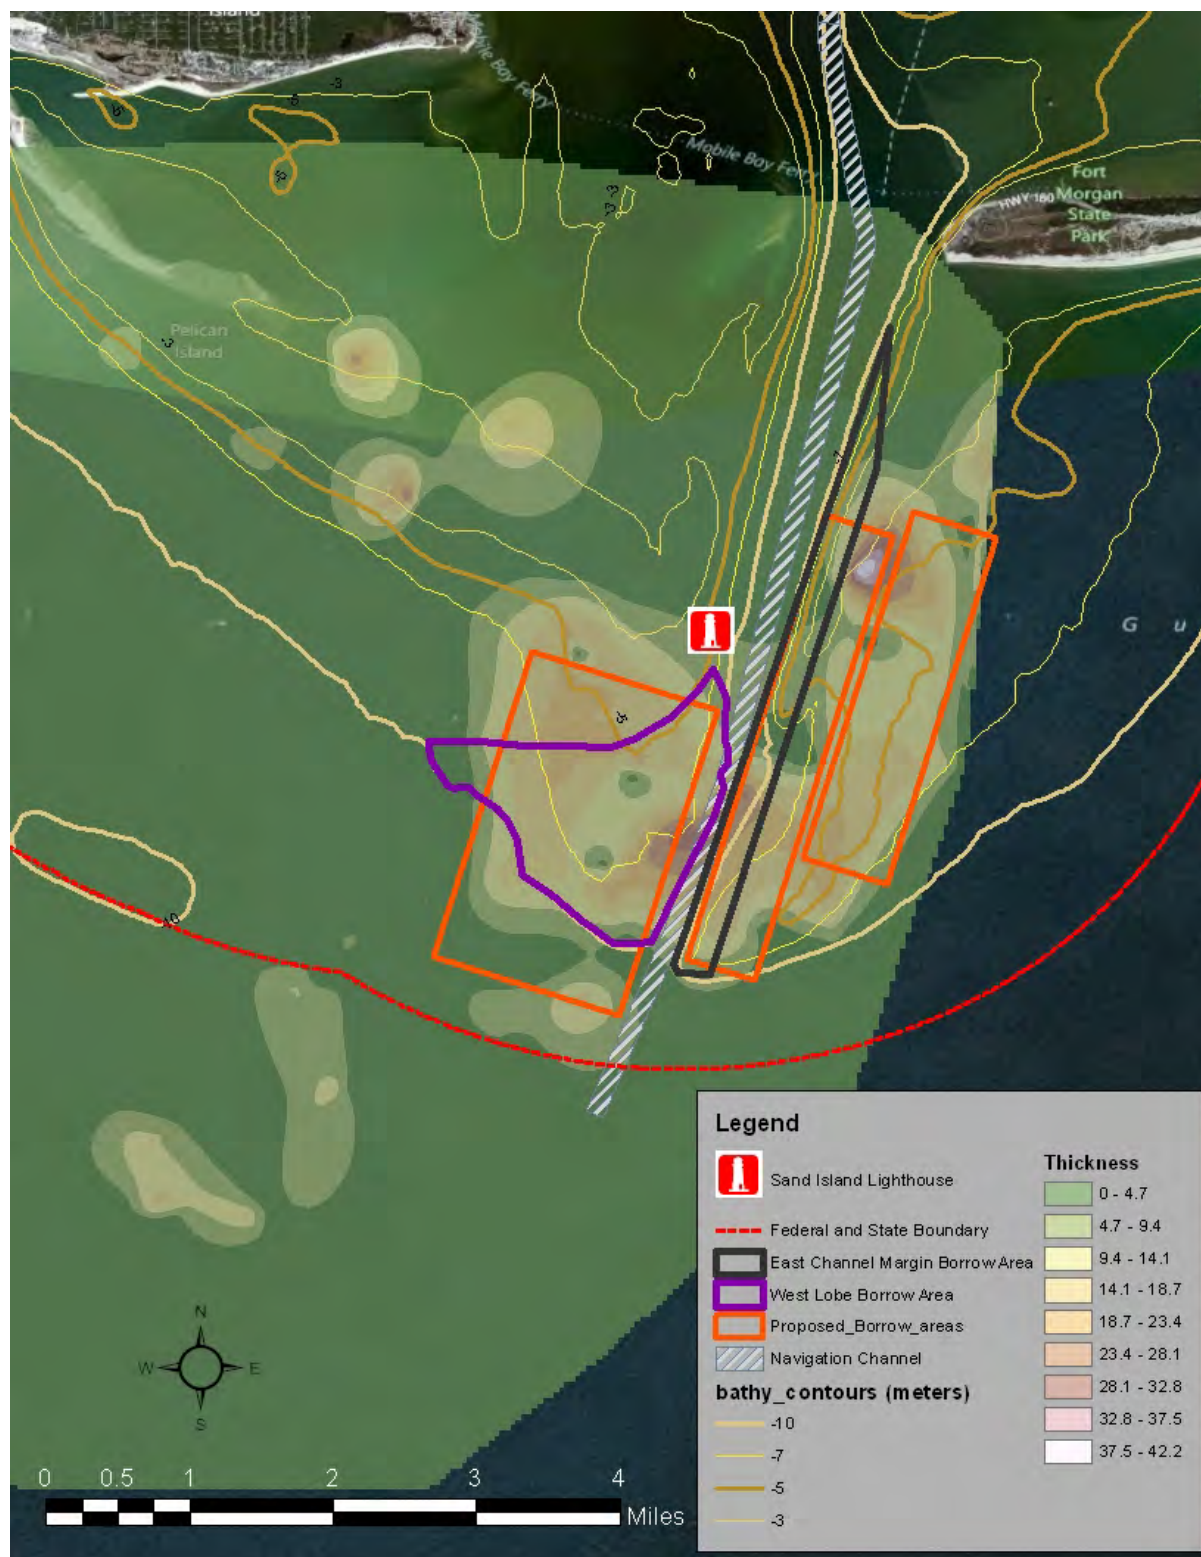 Island
Mobile Bay Ferry
-3
-5
-5
-5
Mobile Bay Ferry
Fort
Morgan
State
Park
HWY 180
-3
-3
Pelican
Island
-3
-7
G u
-5
-10
Legend
Sand Island Lighthouse
Federal and State Boundary
East Channel Margin Borrow Area
West Lobe Borrow Area
Proposed_Borrow_areas
Navigation Channel
bathy_contours (meters)
-10
-7
-5
-3
Thickness
0 - 4.7
4.7 - 9.4
9.4 - 14.1
14.1 - 18.7
18.7 - 23.4
23.4 - 28.1
28.1 - 32.8
32.8 - 37.5
37.5 - 42.2
N
W E
S
0 0.5 1 2 3 4
Miles